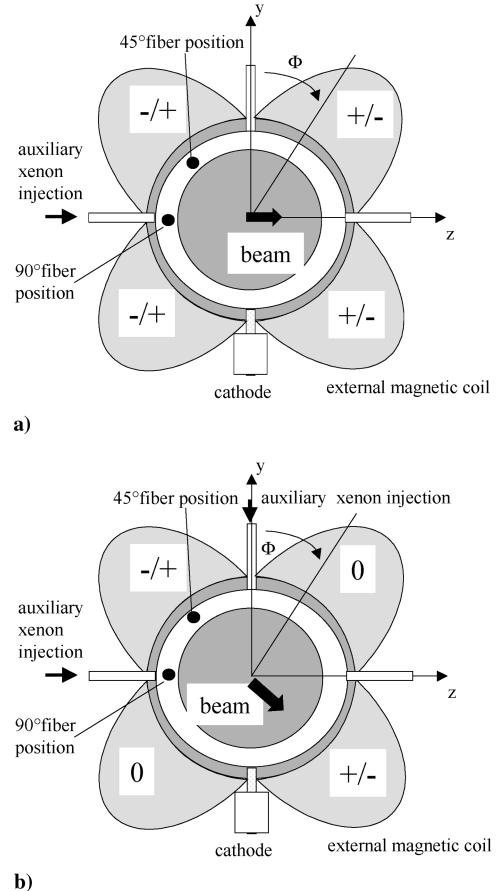 y
45°fiber position
Φ
-/+
+/-
auxiliary
xenon
injection
z
beam
90°fiber
position
-/+
+/-
cathode
external magnetic coil
a)
y
45°fiber position
auxiliary xenon injection
Φ
-/+
0
auxiliary
xenon
injection
z
beam
90°fiber
position
0
+/-
cathode
external magnetic coil
b)